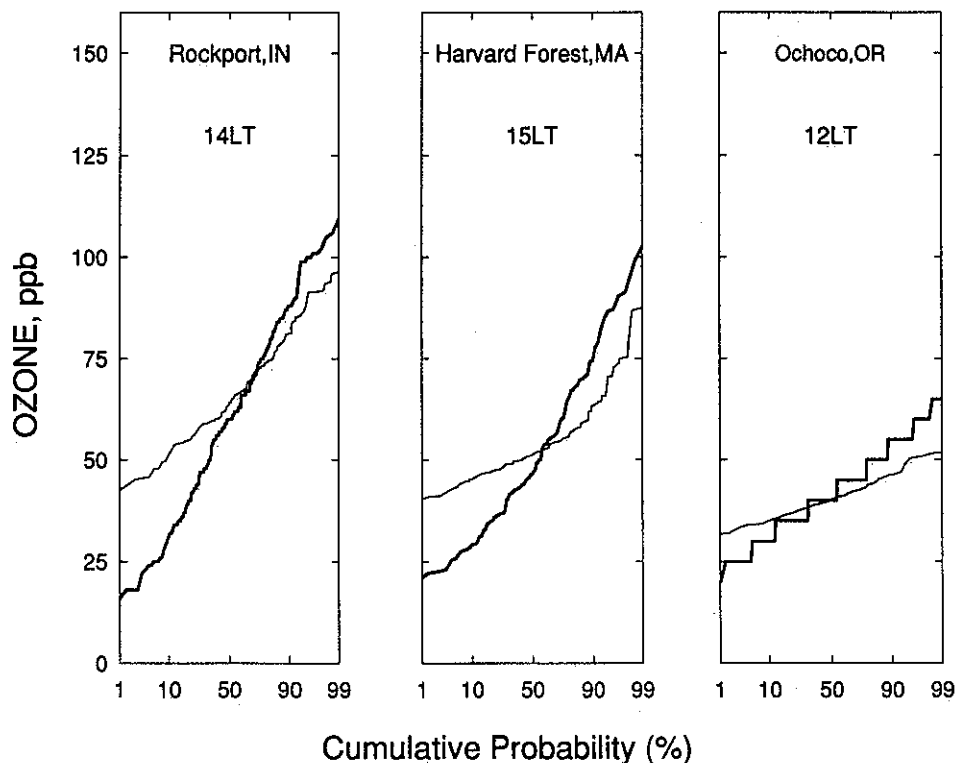 OZONE, ppb
150
125
100
75
50
25
0
Rockport,IN
14LT
1 10 50 90 99
Harvard Forest,MA
15LT
1 10 50 90 99
Ochoco,OR
12LT
1 10 50 90 99
Cumulative Probability (%)